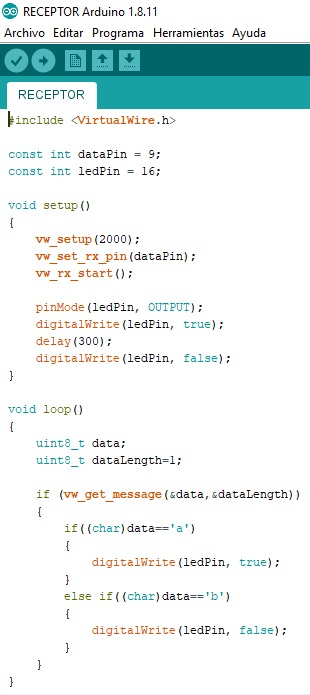 RECEPTOR Arduino 1.8.11
Archivo Editar Programa Herramientas Ayuda
RECEPTOR
#include <VirtualWire.h>
const int dataPin = 9;
const int ledPin = 16;
void setup()
{
    vw_setup(2000);
    vw_set_rx_pin(dataPin);
    vw_rx_start();
    pinMode(ledPin, OUTPUT);
    digitalWrite(ledPin, true);
    delay(300);
    digitalWrite(ledPin, false);
}
void loop()
{
    uint8_t data;
    uint8_t dataLength=1;
    if (vw_get_message(&data,&dataLength))
    {
        if((char)data=='a')
        {
            digitalWrite(ledPin, true);
        }
        else if((char)data=='b')
        {
            digitalWrite(ledPin, false);
        }
    }
}